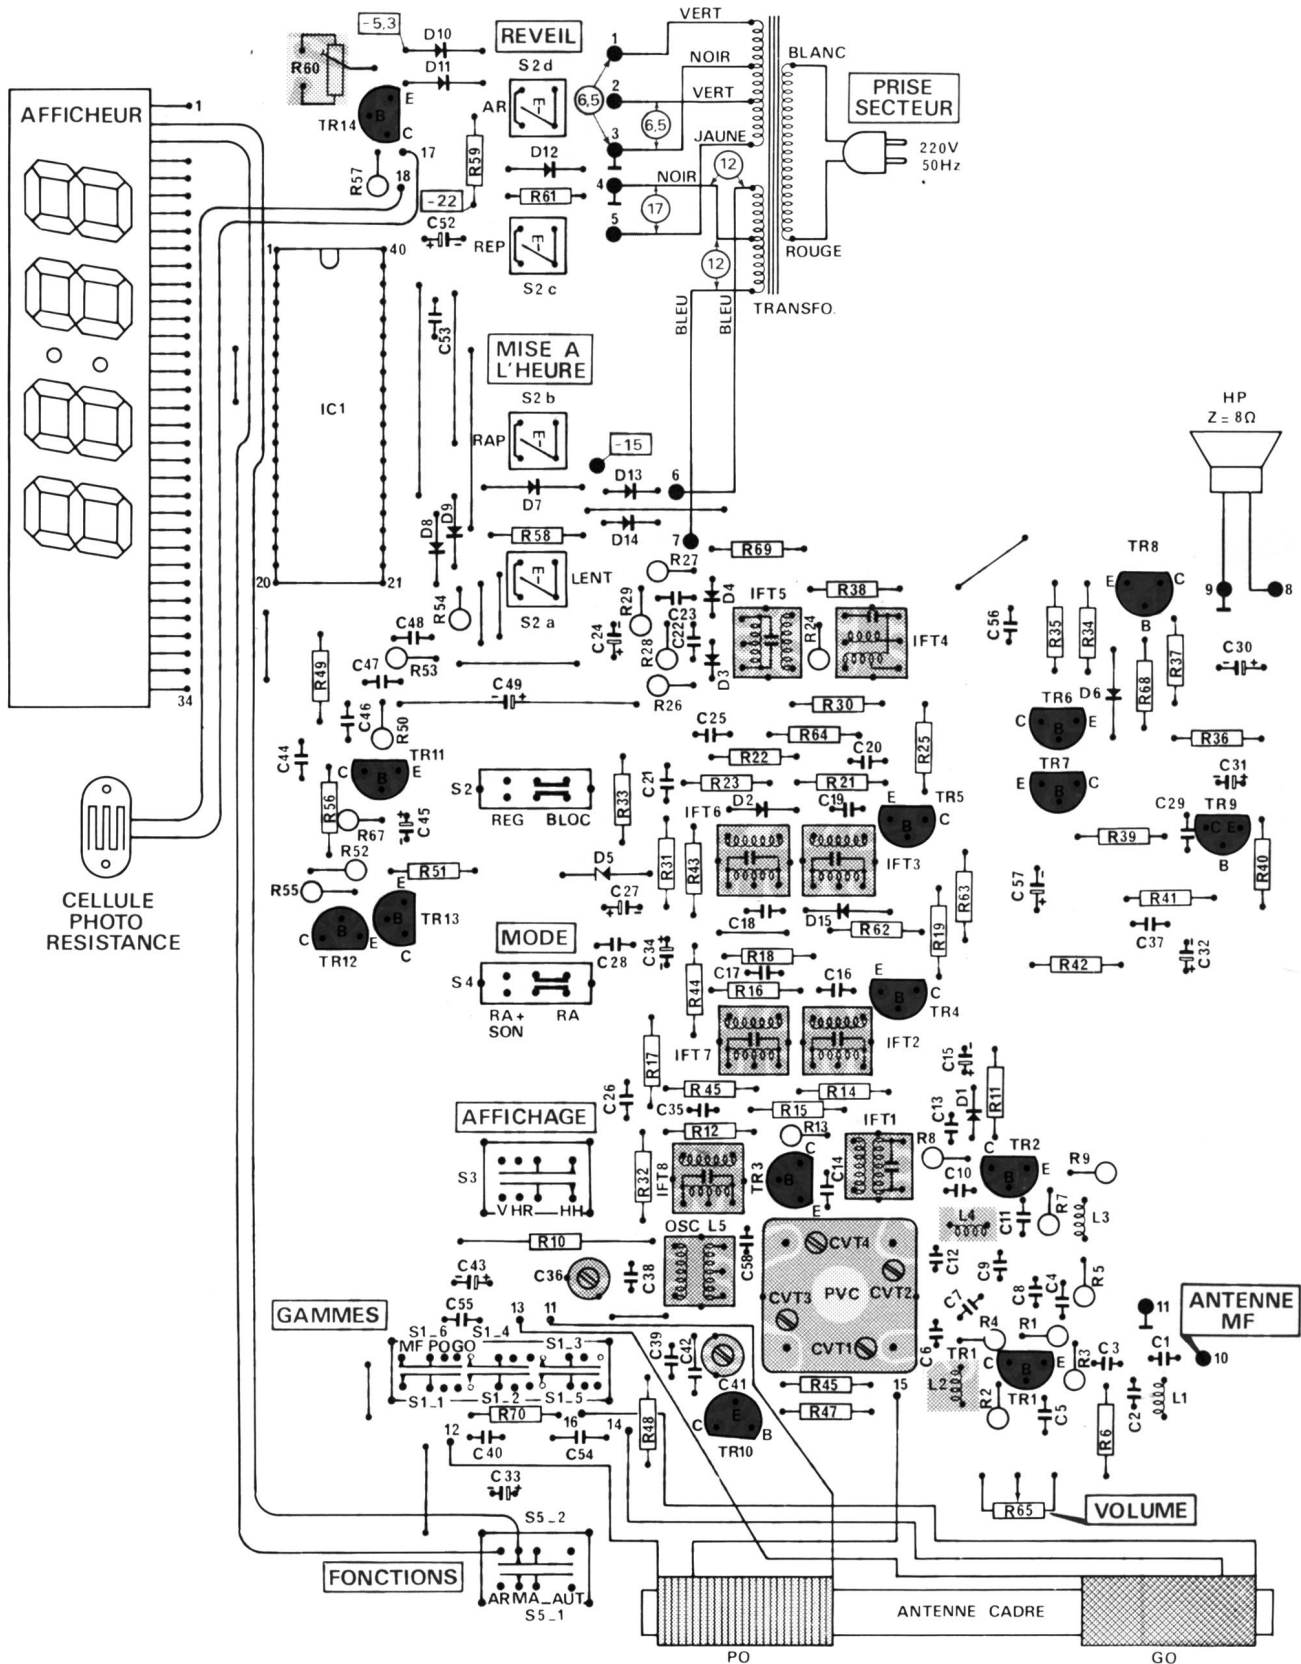 -5,3
D10
REVEIL
1
VERT
R60
D11
S2d
NOIR
BLANC
AFFICHEUR
1
E
B
C
TR14
AR
E-
2
VERT
6,5
6,5
PRISE
SECTEUR
3
JAUNE
220V
50Hz
17
R59
D12
12
R57
18
4
NOIR
-22
R61
17
C52
+ -
REP
E-
5
1
40
S2c
12
ROUGE
BLEU
BLEU
TRANSFO.
C53
MISE A
L'HEURE
S2b
IC1
RAP
E-
-15
HP
Z = 8Ω
D13
6
D7
D8
D9
R58
D14
7
R69
TR8
20
21
E-
LENT
R27
E
C
B
9
8
R54
S2a
R29
C23
D4
IFT5
R38
R24
IFT4
C56
R35
R34
C48
C24
R28
C22
D3
R37
C30
- +
R49
R53
C47
C46
R50
C49
- +
R26
R30
D6
R68
34
C44
C25
R64
R25
TR6
C
E
B
R36
TR11
C
B
E
R22
C20
TR7
E
B
C
C31
- +
R56
S2
REG
BLOC
R33
C21
R23
R21
D2
C19
E
TR5
B
C
C29
TR9
C E
B
R67
C45
IFT6
IFT3
R39
R40
R52
D5
R31
R43
R55
R51
E
C27
+ -
C57
R41
CELLULE
PHOTO
RESISTANCE
C
B
E
TR12
B
TR13
C
MODE
C18
D15
R62
R19
R63
C37
C28
C34
R18
C32
S4
C17
R16
C16
E
B
C
TR4
R42
RA +
SON
RA
R44
R17
IFT7
IFT2
C15
C26
R45
R14
D1
R11
AFFICHAGE
C35
R15
C13
R12
R13
IFT1
R8
TR2
C
E
B
R9
S3
V HR
HH
R32
IFT8
TR3
C
B
E
C14
C10
L4
C11
R7
L3
R10
OSC L5
C58
CVT4
C12
C9
C36
C43
- +
C38
CVT3
PVC
CVT2
C8
C4
R5
GAMMES
C55
13
11
C7
11
ANTENNE
MF
S1_6
S1_4
MF PO GO
S1_3
C39
C42
CVT1
C6
R4
R1
TR1
C
E
B
R3
C3
C1
10
S1_1
S1_2
S1_5
C41
R45
15
L2
R2
TR1
C5
C2
L1
R70
16
14
R48
E
C
B
TR10
R47
R6
12
C40
C54
C33
- +
R65
VOLUME
S5_2
FONCTIONS
AR MA_AUT
S5_1
ANTENNE CADRE
PO
GO